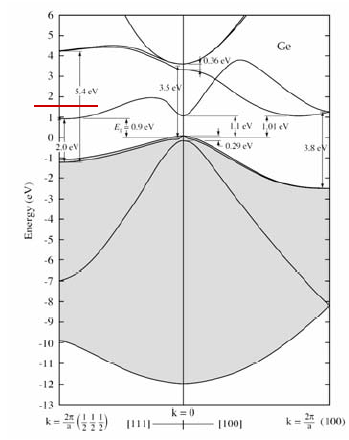 6
5
4
3
2
1
0
-1
-2
-3
-4
-5
-6
-7
-8
-9
-10
-11
-12
-13
Energy (eV)
Ge
0.36 eV
5.4 eV
3.5 eV
E_g = 0.9 eV
1.1 eV
1.01 eV
2.0 eV
0.29 eV
3.8 eV
k = 2π/a (1/2 1/2 1/2)
[111]
k = 0
[100]
k = 2π/a (100)